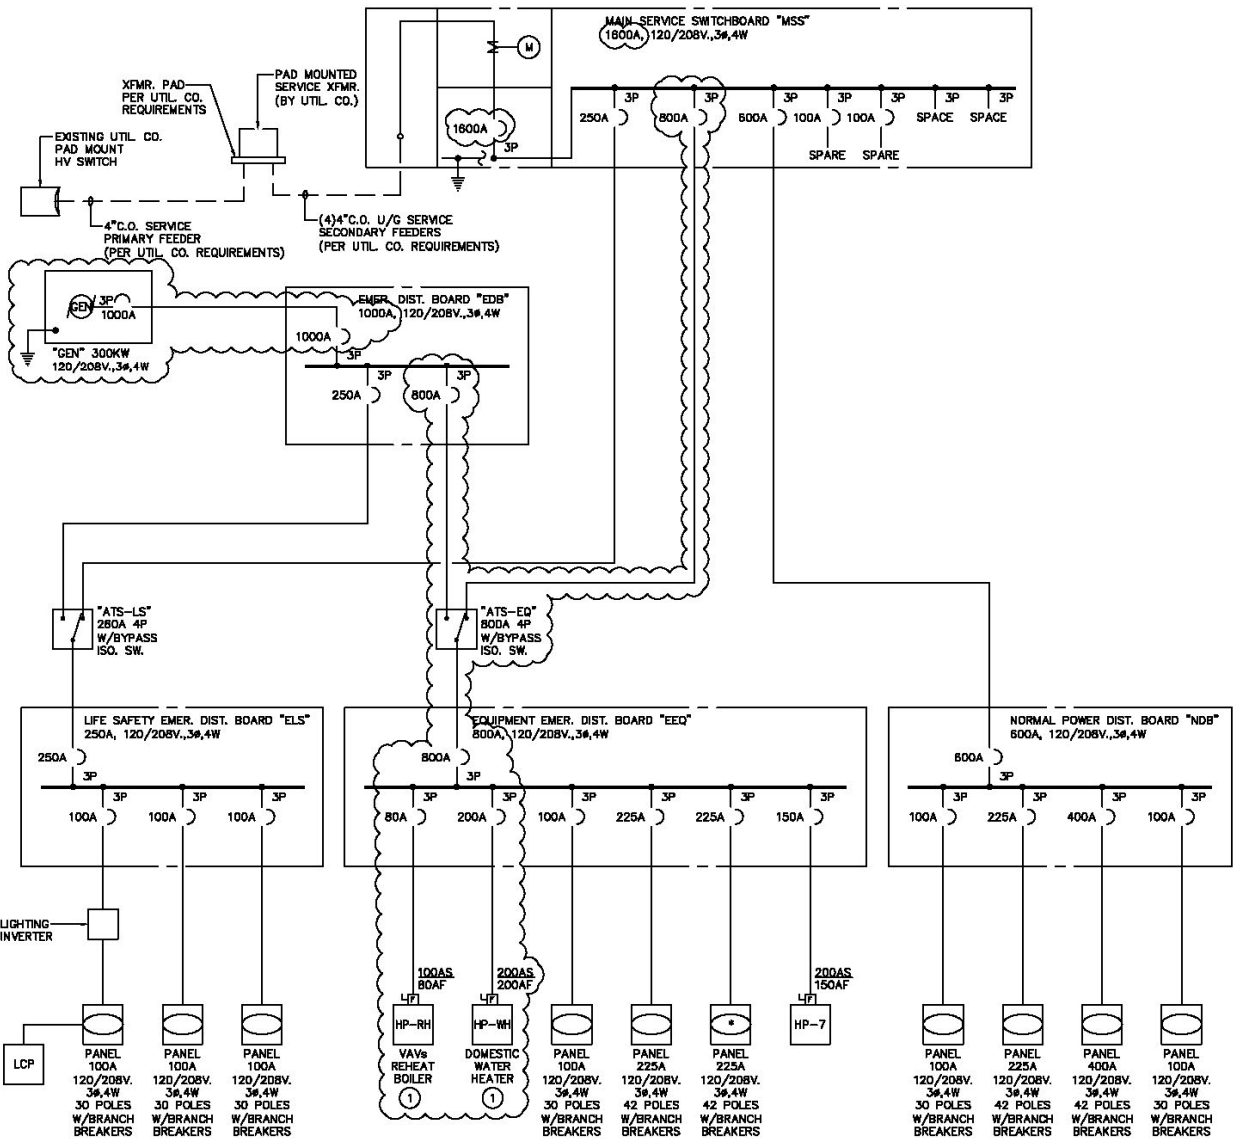 MAIN SERVICE SWITCHBOARD "MSS"
1600A, 120/208V.,3ø,4W
M
1600A
3P
250A
3P
800A
3P
600A
3P
100A
3P
SPARE
100A
3P
SPARE
3P
SPACE
3P
SPACE
XFMR. PAD
PER UTIL. CO.
REQUIREMENTS
PAD MOUNTED
SERVICE XFMR.
(BY UTIL. CO.)
EXISTING UTIL. CO.
PAD MOUNT
HV SWITCH
4"C.O. SERVICE
PRIMARY FEEDER
(PER UTIL. CO. REQUIREMENTS)
(4)4"C.O. U/G SERVICE
SECONDARY FEEDERS
(PER UTIL. CO. REQUIREMENTS)
GEN
3P
1000A
"GEN" 300KW
120/208V.,3ø,4W
EMER. DIST. BOARD "EDB"
1000A, 120/208V.,3ø,4W
1000A
3P
250A
3P
800A
3P
"ATS-LS"
260A 4P
W/BYPASS
ISO. SW.
"ATS-EQ"
800A 4P
W/BYPASS
ISO. SW.
LIFE SAFETY EMER. DIST. BOARD "ELS"
250A, 120/208V.,3ø,4W
250A
3P
100A
3P
100A
3P
100A
3P
EQUIPMENT EMER. DIST. BOARD "EEQ"
800A, 120/208V.,3ø,4W
800A
3P
80A
3P
200A
3P
100A
3P
225A
3P
225A
3P
150A
3P
NORMAL POWER DIST. BOARD "NDB"
600A, 120/208V.,3ø,4W
600A
3P
100A
3P
225A
3P
400A
3P
100A
3P
LIGHTING
INVERTER
LCP
PANEL
100A
120/208V.
3ø,4W
30 POLES
W/BRANCH
BREAKERS
PANEL
100A
120/208V.
3ø,4W
30 POLES
W/BRANCH
BREAKERS
PANEL
100A
120/208V.
3ø,4W
30 POLES
W/BRANCH
BREAKERS
100AS
80AF
F
HP-RH
VAVs
REHEAT
BOILER
1
200AS
200AF
F
HP-WH
DOMESTIC
WATER
HEATER
1
PANEL
100A
120/208V.
3ø,4W
30 POLES
W/BRANCH
BREAKERS
PANEL
225A
120/208V.
3ø,4W
42 POLES
W/BRANCH
BREAKERS
*
PANEL
225A
120/208V.
3ø,4W
42 POLES
W/BRANCH
BREAKERS
200AS
150AF
F
HP-7
PANEL
100A
120/208V.
3ø,4W
30 POLES
W/BRANCH
BREAKERS
PANEL
225A
120/208V.
3ø,4W
42 POLES
W/BRANCH
BREAKERS
PANEL
400A
120/208V.
3ø,4W
42 POLES
W/BRANCH
BREAKERS
PANEL
100A
120/208V.
3ø,4W
30 POLES
W/BRANCH
BREAKERS